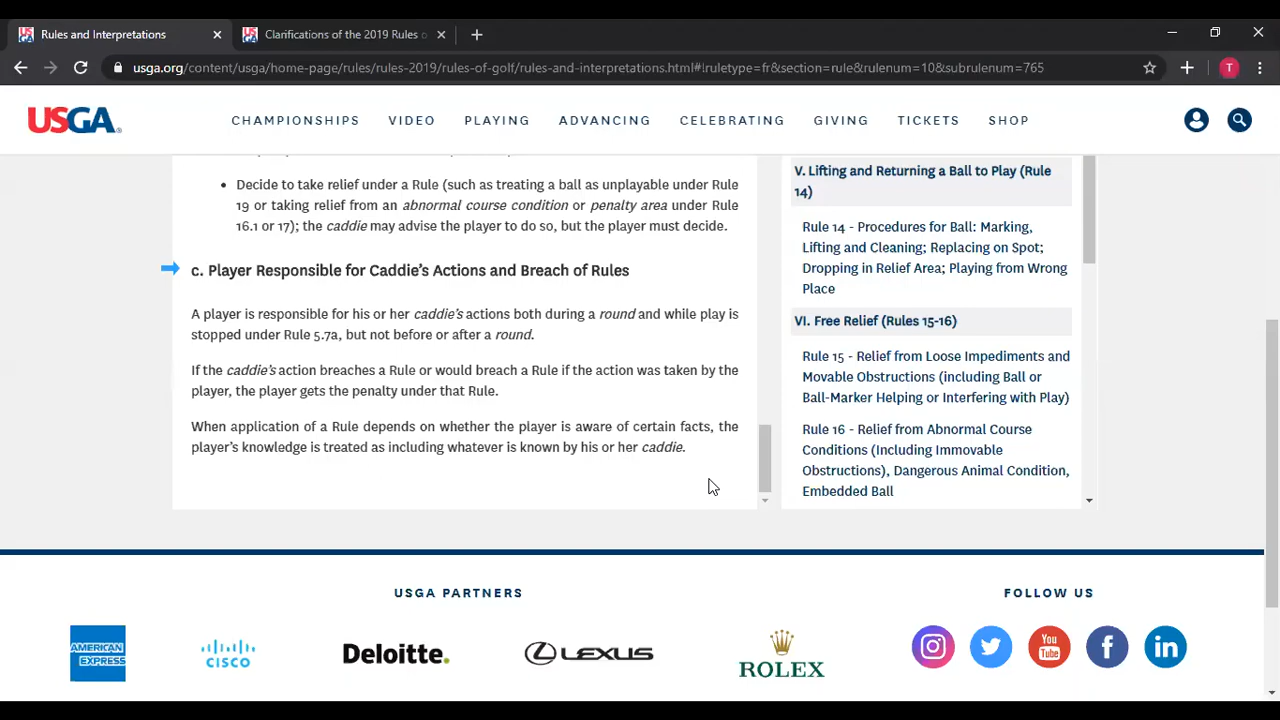 Rules and Interpretations
Clarifications of the 2019 Rules o
usga.org/content/usga/home-page/rules/rules-2019/rules-of-golf/rules-and-interpretations.html#!ruletype=fr&section=rule&rulenum=10&subrulenum=765
T
USGA
CHAMPIONSHIPS VIDEO PLAYING ADVANCING CELEBRATING GIVING TICKETS SHOP
• Decide to take relief under a Rule (such as treating a ball as unplayable under Rule
19 or taking relief from an abnormal course condition or penalty area under Rule
16.1 or 17); the caddie may advise the player to do so, but the player must decide.
c. Player Responsible for Caddie's Actions and Breach of Rules
A player is responsible for his or her caddie's actions both during a round and while play is
stopped under Rule 5.7a, but not before or after a round.
If the caddie's action breaches a Rule or would breach a Rule if the action was taken by the
player, the player gets the penalty under that Rule.
When application of a Rule depends on whether the player is aware of certain facts, the
player's knowledge is treated as including whatever is known by his or her caddie.
V. Lifting and Returning a Ball to Play (Rule
14)
Rule 14 - Procedures for Ball: Marking,
Lifting and Cleaning; Replacing on Spot;
Dropping in Relief Area; Playing from Wrong
Place
VI. Free Relief (Rules 15-16)
Rule 15 - Relief from Loose Impediments and
Movable Obstructions (including Ball or
Ball-Marker Helping or Interfering with Play)
Rule 16 - Relief from Abnormal Course
Conditions (Including Immovable
Obstructions), Dangerous Animal Condition,
Embedded Ball
USGA PARTNERS
AMERICAN
EXPRESS
CISCO
Deloitte.
LEXUS
ROLEX
FOLLOW US
You
Tube
f
in